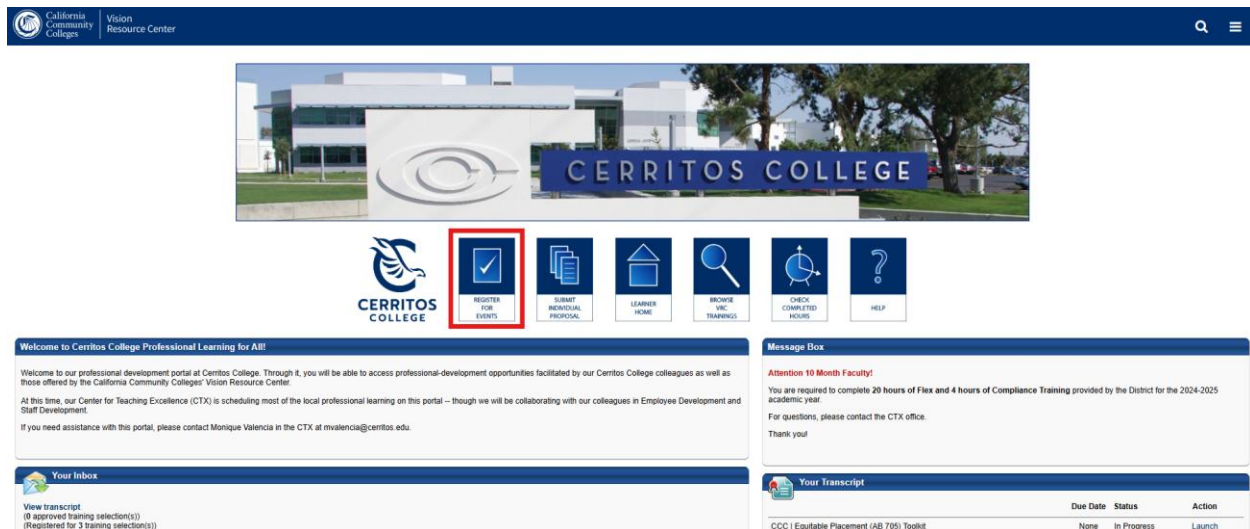 California
Community
Colleges
Vision
Resource Center
CERRITOS COLLEGE
CERRITOS
COLLEGE
REGISTER
FOR
EVENTS
SUBMIT
INDIVIDUAL
PROPOSAL
LEARNER
HOME
BROWSE
VRC
TRAININGS
CHECK
COMPLETED
HOURS
HELP
Welcome to Cerritos College Professional Learning for All!
Welcome to our professional development portal at Cerritos College. Through it, you will be able to access professional-development opportunities facilitated by our Cerritos College colleagues as well as
those offered by the California Community Colleges' Vision Resource Center.
At this time, our Center for Teaching Excellence (CTX) is scheduling most of the local professional learning on this portal -- though we will be collaborating with our colleagues in Employee Development and
Staff Development.
If you need assistance with this portal, please contact Monique Valencia in the CTX at mvalencia@cerritos.edu.
Message Box
Attention 10 Month Faculty!
You are required to complete 20 hours of Flex and 4 hours of Compliance Training provided by the District for the 2024-2025
academic year.
For questions, please contact the CTX office.
Thank you!
Your Inbox
View transcript
(0 approved training selection(s))
(Registered for 3 training selection(s))
Your Transcript
Due Date Status Action
CCC | Equitable Placement (AB 705) Toolkit None In Progress Launch